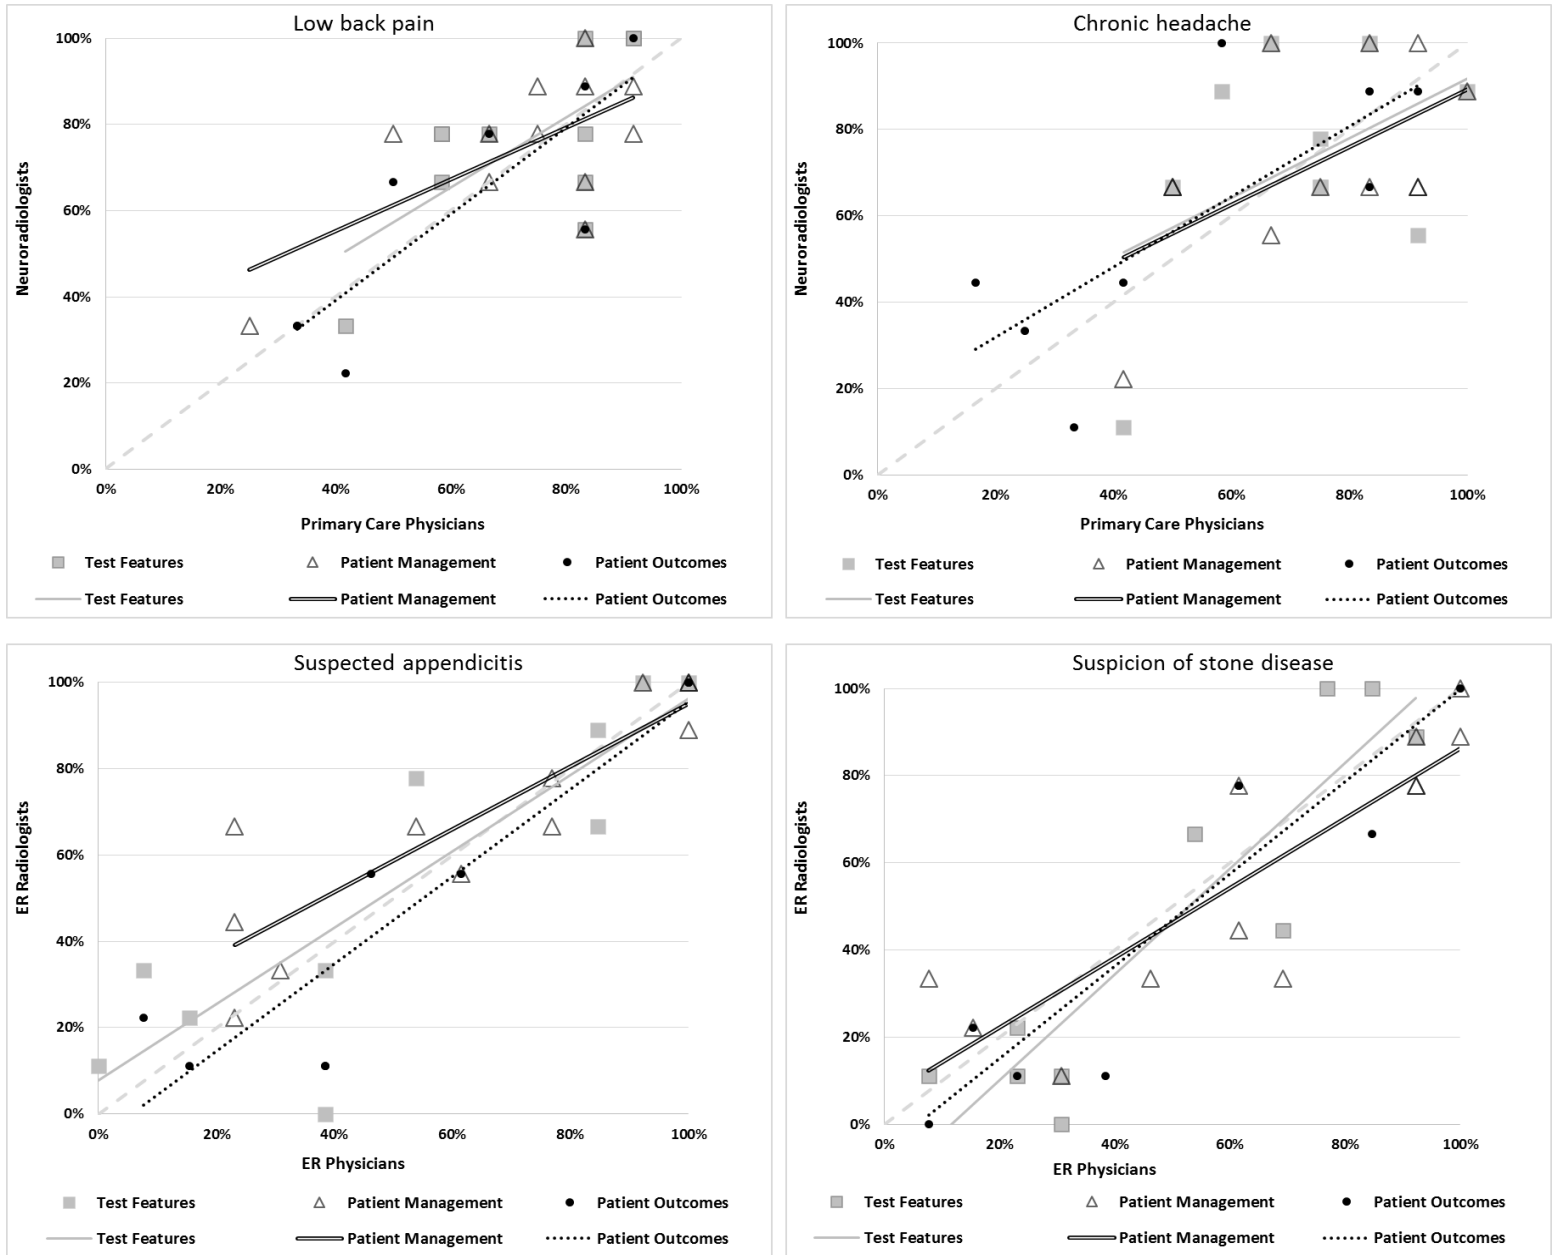 Low back pain
100%
80%
60%
40%
20%
0%
0% 20% 40% 60% 80% 100%
Neuroradiologists
Primary Care Physicians
Test Features Patient Management Patient Outcomes
Test Features Patient Management Patient Outcomes
Chronic headache
100%
80%
60%
40%
20%
0%
0% 20% 40% 60% 80% 100%
Neuroradiologists
Primary Care Physicians
Test Features Patient Management Patient Outcomes
Test Features Patient Management Patient Outcomes
Suspected appendicitis
100%
80%
60%
40%
20%
0%
0% 20% 40% 60% 80% 100%
ER Radiologists
ER Physicians
Test Features Patient Management Patient Outcomes
Test Features Patient Management Patient Outcomes
Suspicion of stone disease
100%
80%
60%
40%
20%
0%
0% 20% 40% 60% 80% 100%
ER Radiologists
ER Physicians
Test Features Patient Management Patient Outcomes
Test Features Patient Management Patient Outcomes